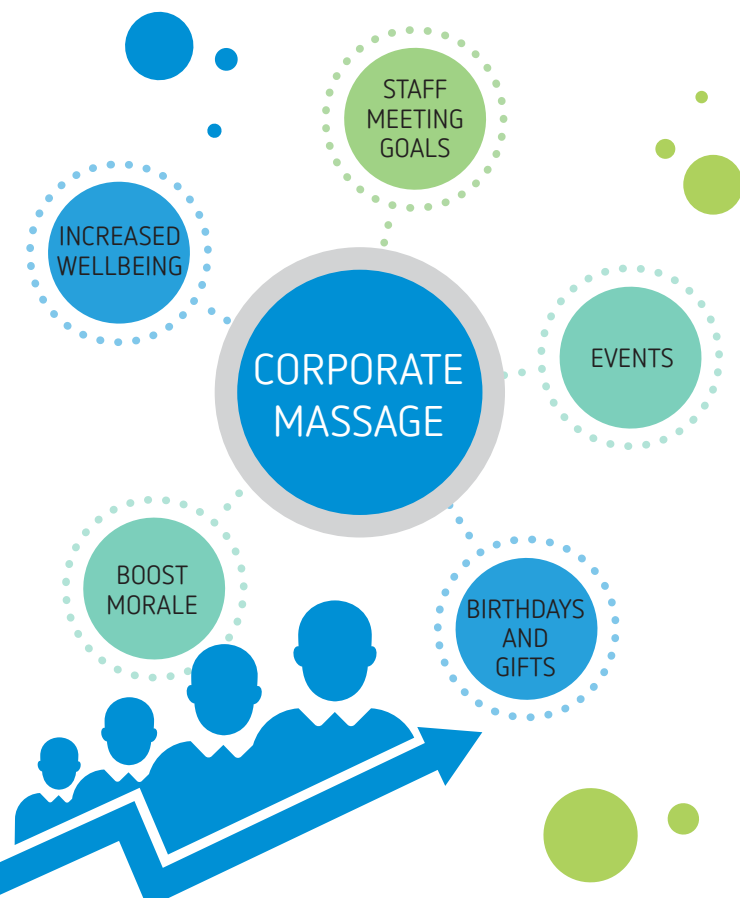 STAFF
MEETING
GOALS
INCREASED
WELLBEING
EVENTS
CORPORATE
MASSAGE
BOOST
MORALE
BIRTHDAYS
AND
GIFTS